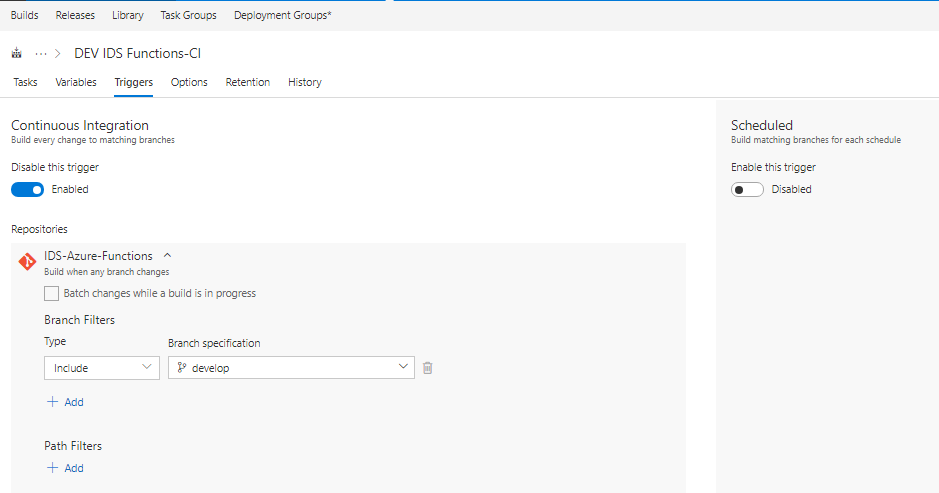 Builds Releases Library Task Groups Deployment Groups*
... > DEV IDS Functions-CI
Tasks Variables Triggers Options Retention History
Continuous Integration
Build every change to matching branches
Disable this trigger
Enabled
Repositories
IDS-Azure-Functions
Build when any branch changes
Batch changes while a build is in progress
Branch Filters
Type Branch specification
Include develop
+ Add
Path Filters
+ Add
Scheduled
Build matching branches for each schedule
Enable this trigger
Disabled